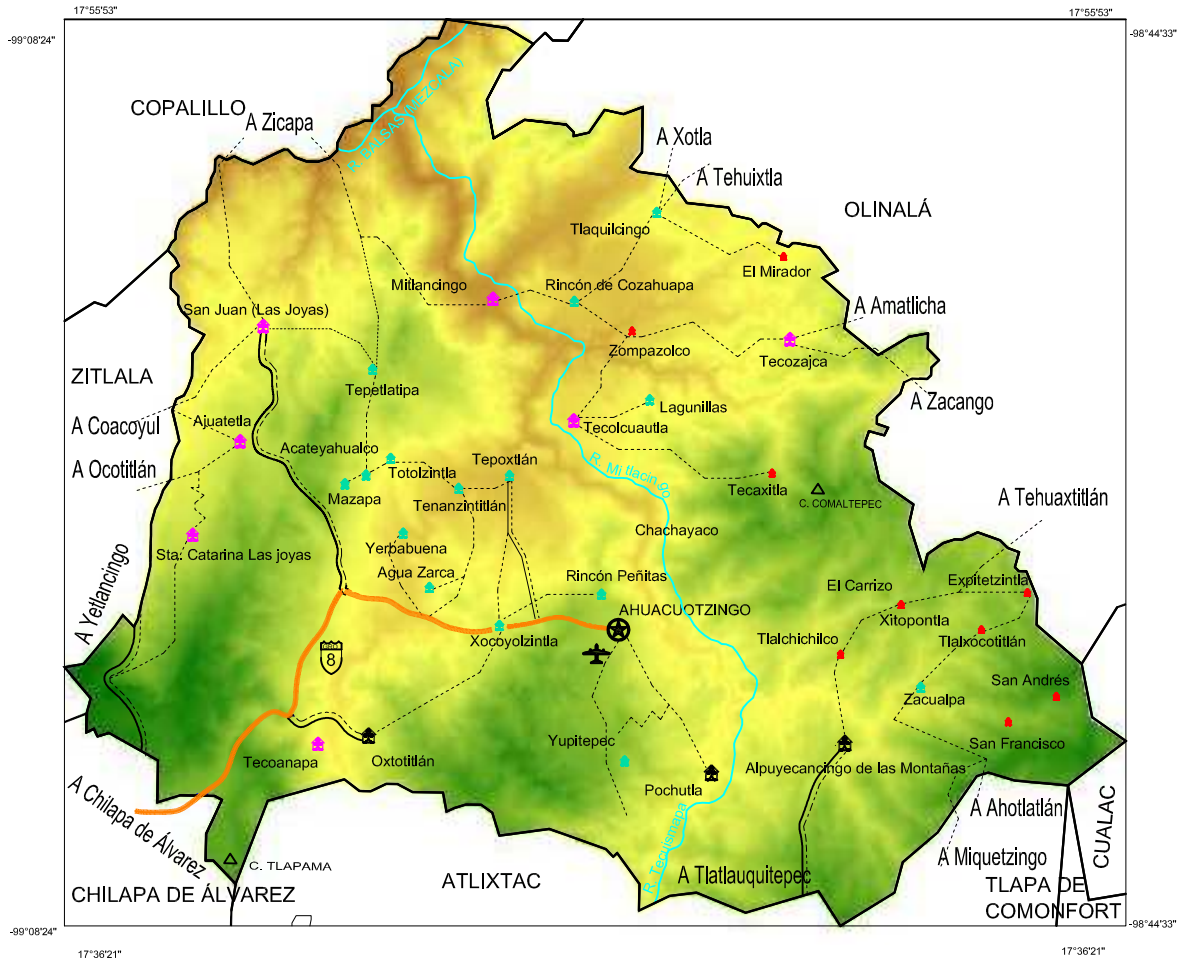 17°55'53"
17°55'53"
-99°08'24"
-98°44'33"
COPALILLO
A Zicapa
R. BALSAS (MEZCALA)
A Xotla
A Tehuixtla
OLINALÁ
Tlaquilcingo
El Mirador
Mitlancingo
Rincón de Cozahuapa
A Amatlicha
San Juan (Las Joyas)
Zompazolco
Tecozajca
ZITLALA
Tepetlatipa
A Zacango
Lagunillas
A Coacoyul
Ajuatetla
Tecolcuautla
Acateyahualco
A Ocotitlán
Totolzintla
Tepoxtlán
R. Mitlacingo
Mazapa
Tenanzintitlán
Tecaxitla
C. COMALTEPEC
A Tehuaxtitlán
Chachayaco
Sta. Catarina Las joyas
Yerbabuena
Agua Zarca
Rincón Peñitas
El Carrizo
Expitetzintla
A Yetlancingo
AHUACUOTZINGO
Xitopontla
Xocoyolzintla
Tlalchichilco
Tlalxocotitlán
GRO
8
San Andrés
Zacualpa
San Francisco
Tecoanapa
Oxtotitlán
Yupitepec
Alpuyecancingo de las Montañas
Pochutla
A Chilapa de Álvarez
R. Tecuismapa
A Ahotlatlán
CUALAC
C. TLAPAMA
A Miquetzingo
CHILAPA DE ÁLVAREZ
ATLIXTAC
A Tlatlauquitepec
TLAPA DE
COMONFORT
-99°08'24"
-98°44'33"
17°36'21"
17°36'21"